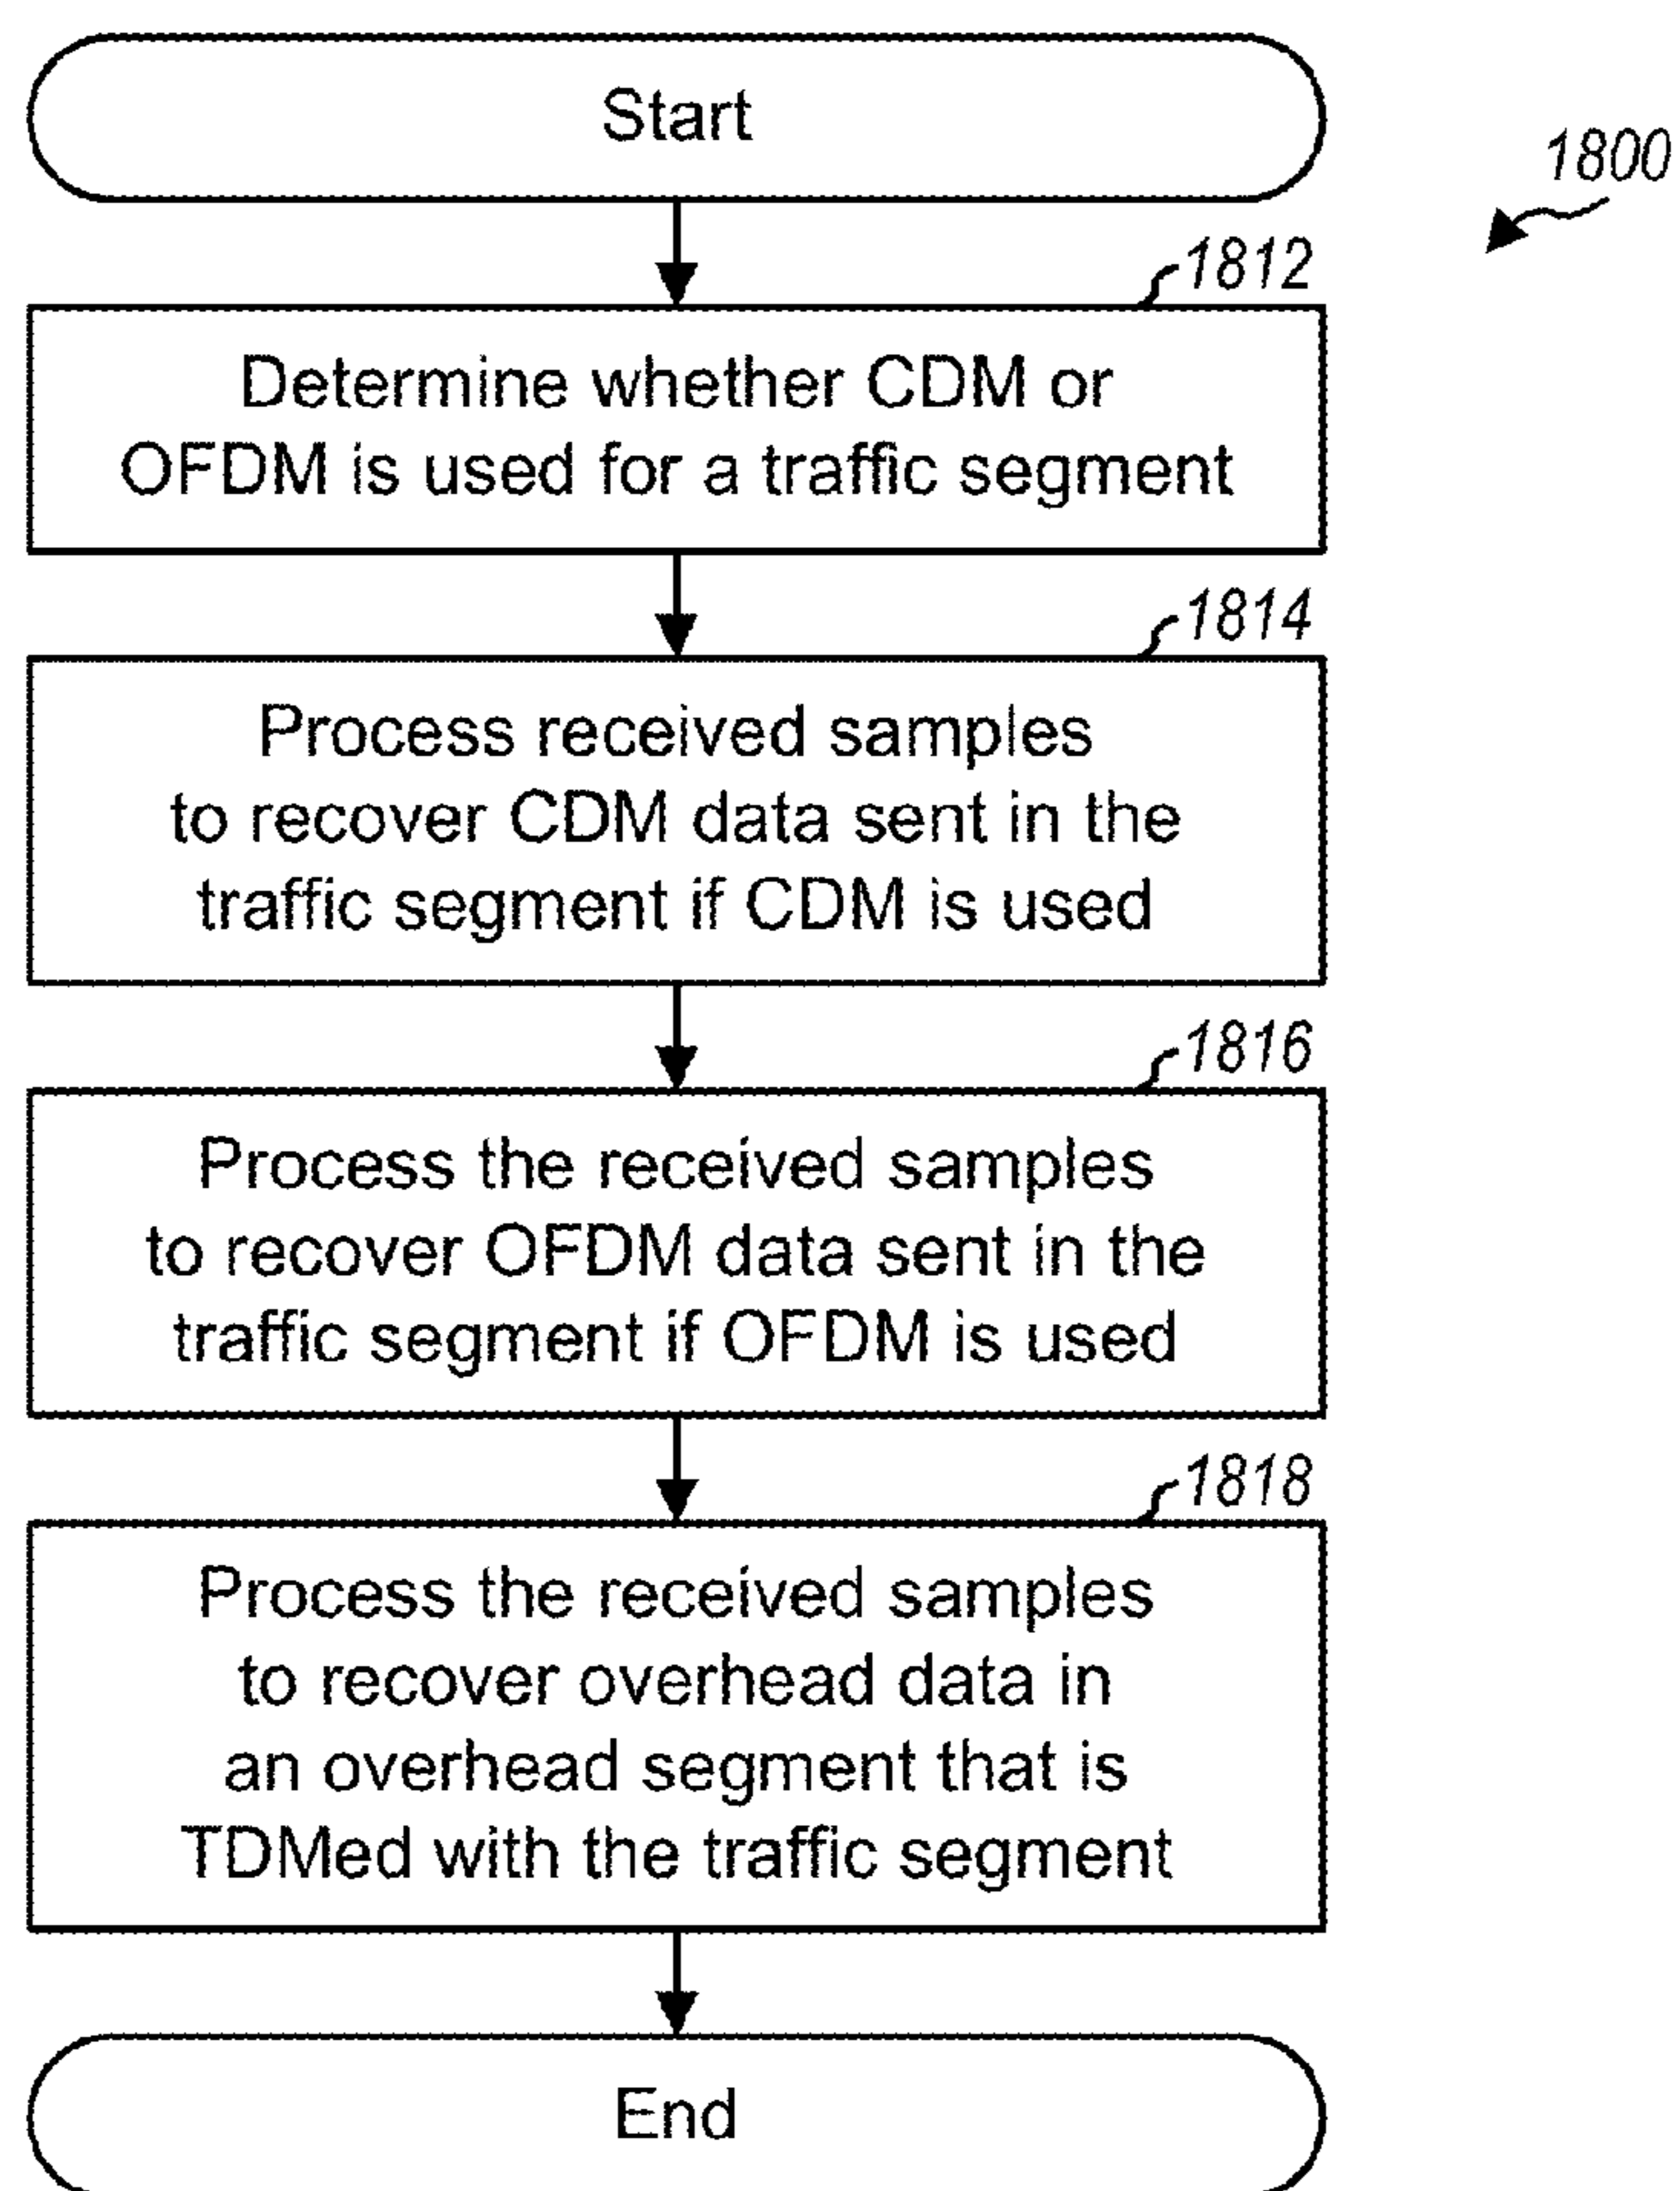 Start
1800
1812
Determine whether CDM or
OFDM is used for a traffic segment
1814
Process received samples
to recover CDM data sent in the
traffic segment if CDM is used
1816
Process the received samples
to recover OFDM data sent in the
traffic segment if OFDM is used
1818
Process the received samples
to recover overhead data in
an overhead segment that is
TDMed with the traffic segment
End